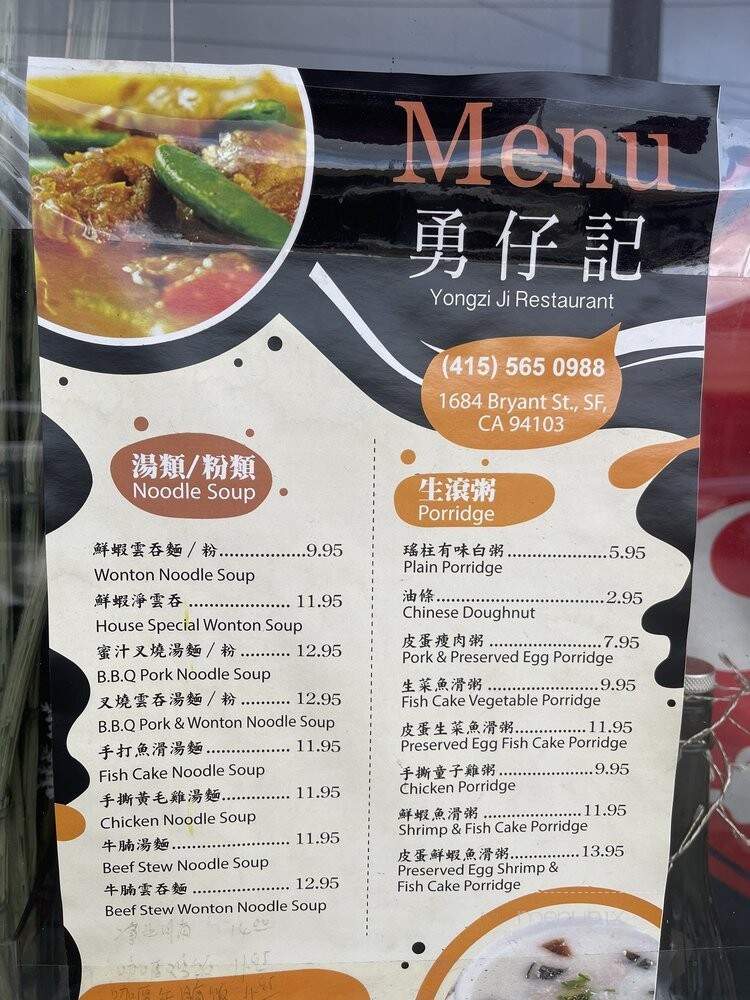 Menu
勇仔記
Yongzi Ji Restaurant
(415) 565 0988
1684 Bryant St., SF,
CA 94103
湯類/粉類
Noodle Soup
鮮蝦雲吞麵 / 粉..............9.95
Wonton Noodle Soup
鮮蝦淨雲吞................... 11.95
House Special Wonton Soup
蜜汁叉燒湯麵 / 粉.......... 12.95
B.B.Q Pork Noodle Soup
叉燒雲吞湯麵 / 粉.......... 12.95
B.B.Q Pork & Wonton Noodle Soup
手打魚滑湯麵................ 11.95
Fish Cake Noodle Soup
手撕黃毛雞湯麵............. 11.95
Chicken Noodle Soup
牛腩湯麵...................... 11.95
Beef Stew Noodle Soup
牛腩雲吞麵................... 12.95
Beef Stew Wonton Noodle Soup
生滾粥
Porridge
瑤柱有味白粥..................5.95
Plain Porridge
油條..............................2.95
Chinese Doughnut
皮蛋瘦肉粥....................7.95
Pork & Preserved Egg Porridge
生菜魚滑粥....................9.95
Fish Cake Vegetable Porridge
皮蛋生菜魚滑粥.............11.95
Preserved Egg Fish Cake Porridge
手撕童子雞粥.................9.95
Chicken Porridge
鮮蝦魚滑粥..................11.95
Shrimp & Fish Cake Porridge
皮蛋鮮蝦魚滑粥............13.95
Preserved Egg Shrimp &
Fish Cake Porridge